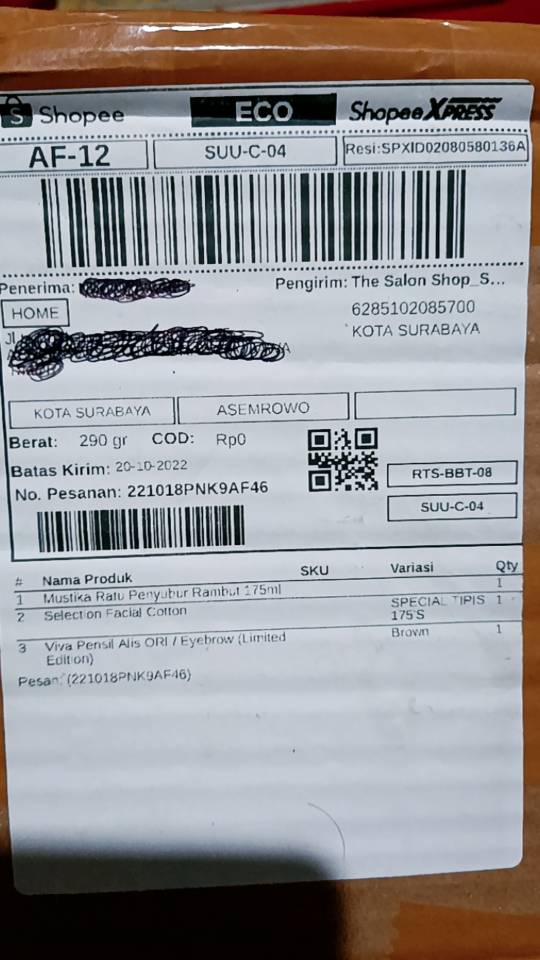 Shopee ECO Shopee XPRESS
AF-12 SUU-C-04 Resi:SPXID02080580136A
Penerima: Pengirim: The Salon Shop_S...
HOME 6285102085700
Jl
KOTA SURABAYA
KOTA SURABAYA ASEMROWO
Berat: 290 gr COD: Rp0
Batas Kirim: 20-10-2022 RTS-BBT-08
No. Pesanan: 221018PNK9AF46
SUU-C-04
# Nama Produk SKU Variasi Qty
1 Mustika Ratu Penyubur Rambut 175ml 1
2 Selection Facial Cotton SPECIAL TIPIS 1
175'S
3 Viva Pensil Alis ORI / Eyebrow (Limited Brown 1
Edition)
Pesan: (221018PNK9AF46)